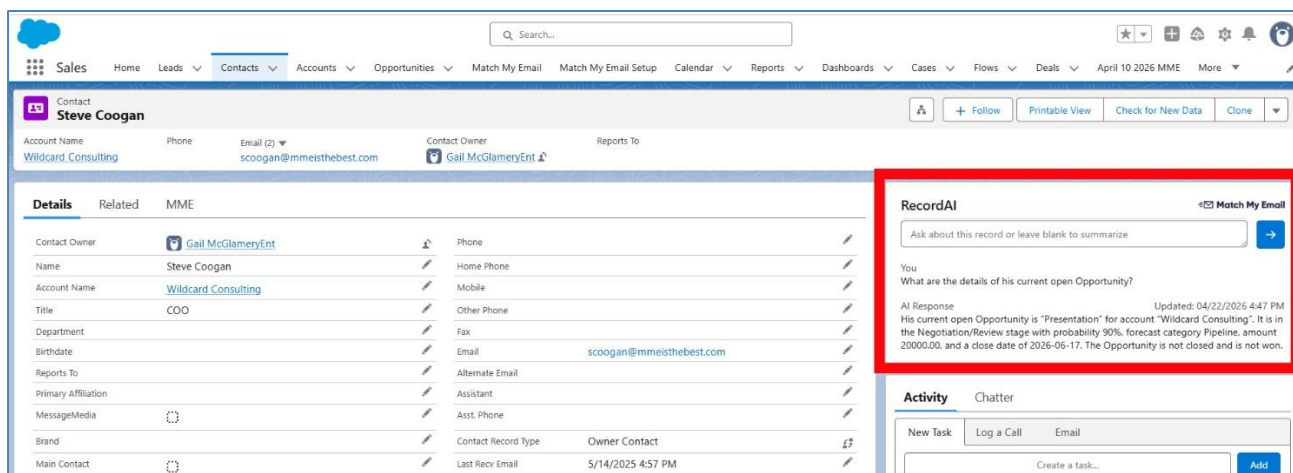 Search...
Sales Home Leads Contacts Accounts Opportunities Match My Email Match My Email Setup Calendar Reports Dashboards Cases Flows Deals April 10 2026 MME More
Contact
Steve Coogan
+ Follow Printable View Check for New Data Clone
Account Name Phone Email (2) Contact Owner Reports To
Wildcard Consulting scoogan@mmeisthebest.com Gail McGlameryEnt
Details Related MME
Contact Owner Gail McGlameryEnt Phone
Name Steve Coogan Home Phone
Account Name Wildcard Consulting Mobile
Title COO Other Phone
Department Fax
Birthdate Email scoogan@mmeisthebest.com
Reports To Alternate Email
Primary Affiliation Assistant
MessageMedia Asst. Phone
Brand Contact Record Type Owner Contact
Main Contact Last Recv Email 5/14/2025 4:57 PM
RecordAI Match My Email
Ask about this record or leave blank to summarize
You
What are the details of his current open Opportunity?
AI Response Updated: 04/22/2026 4:47 PM
His current open Opportunity is "Presentation" for account "Wildcard Consulting". It is in
the Negotiation/Review stage with probability 90%, forecast category Pipeline, amount
20000.00, and a close date of 2026-06-17. The Opportunity is not closed and is not won.
Activity Chatter
New Task Log a Call Email
Create a task... Add